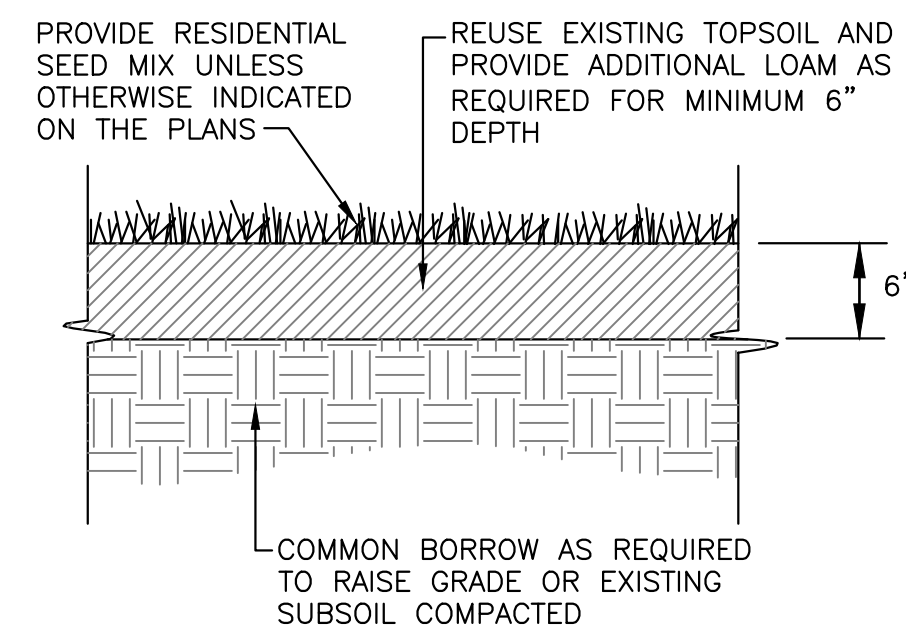 PROVIDE RESIDENTIAL
SEED MIX UNLESS
OTHERWISE INDICATED
ON THE PLANS
REUSE EXISTING TOPSOIL AND
PROVIDE ADDITIONAL LOAM AS
REQUIRED FOR MINIMUM 6"
DEPTH
6"
COMMON BORROW AS REQUIRED
TO RAISE GRADE OR EXISTING
SUBSOIL COMPACTED